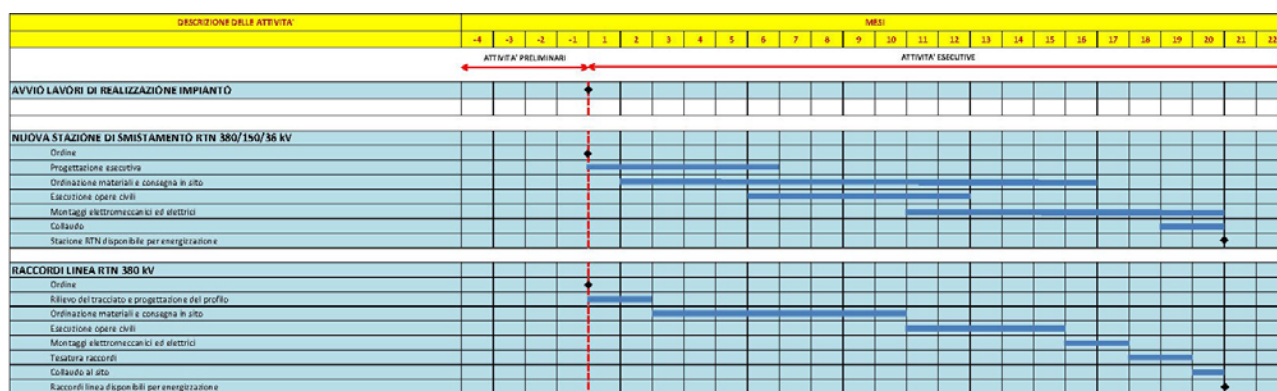 DESCRIZIONE DELLE ATTIVITA' MESI
-4 -3 -2 -1 1 2 3 4 5 6 7 8 9 10 11 12 13 14 15 16 17 18 19 20 21 22
ATTIVITA' PRELIMINARI ATTIVITA' ESECUTIVE
AVVIO LAVORI DI REALIZZAZIONE IMPIANTO
NUOVA STAZIONE DI SMISTAMENTO RTN 380/150/36 kV
Ordine
Progettazione esecutiva
Ordinazione materiali e consegna in sito
Esecuzione opere civili
Montaggi elettromeccanici ed elettrici
Collaudo
Stazione RTN disponibile per energizzazione
RACCORDI LINEA RTN 380 kV
Ordine
Rilievo del tracciato e progettazione del profilo
Ordinazione materiali e consegna in sito
Esecuzione opere civili
Montaggi elettromeccanici ed elettrici
Tesatura raccordi
Collaudo al sito
Raccordi linea disponibili per energizzazione